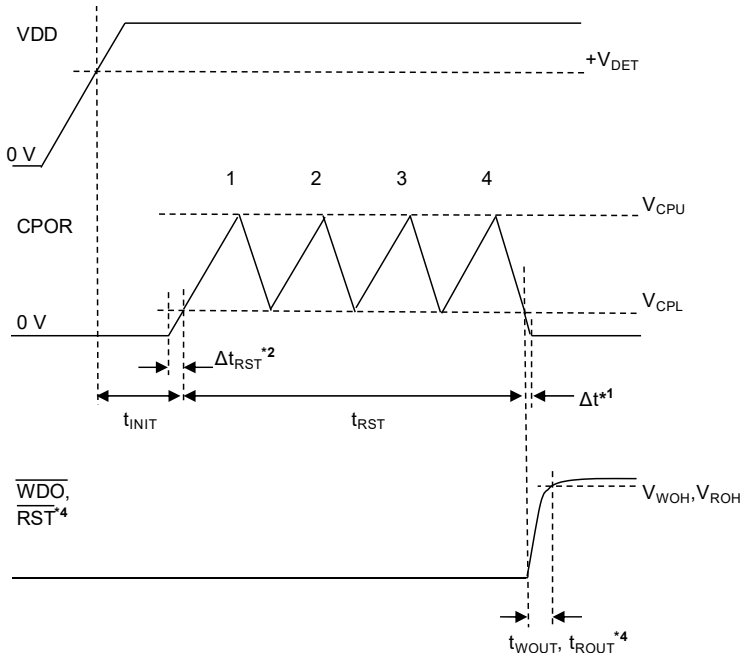 VDD
+VDET
0 V
1 2 3 4
VCPU
CPOR
VCPL
0 V
ΔtRST*2
Δt*1
tINIT
tRST
WDO,
RST*4
VWOH, VROH
tWOUT, tROUT*4